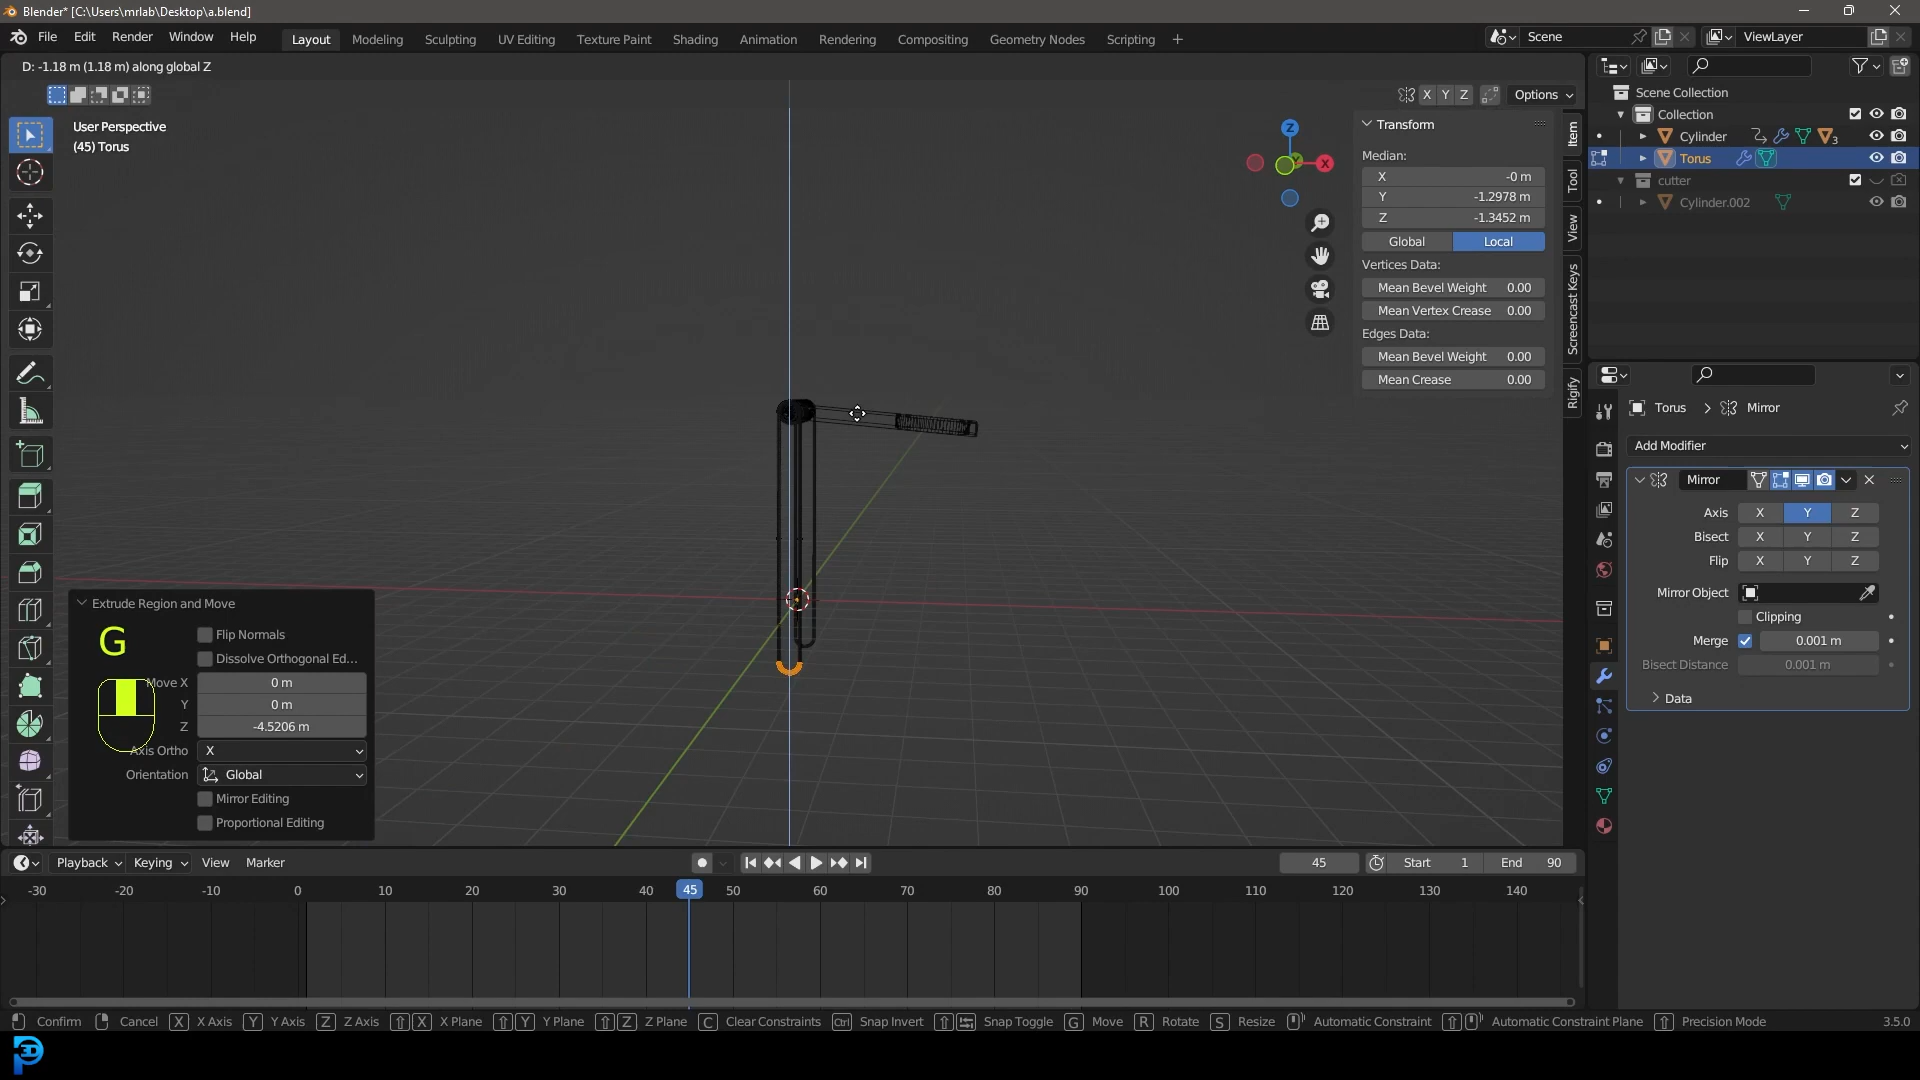 Blender* [C:\Users\mrlab\Desktop\a.blend]
File Edit Render Window Help Layout Modeling Sculpting UV Editing Texture Paint Shading Animation Rendering Compositing Geometry Nodes Scripting + Scene ViewLayer
D: -1.18 m (1.18 m) along global Z
X Y Z Options
User Perspective
(45) Torus
Z
X
Transform
Median:
X -0 m
Y -1.2978 m
Z -1.3452 m
Global Local
Vertices Data:
Mean Bevel Weight 0.00
Mean Vertex Crease 0.00
Edges Data:
Mean Bevel Weight 0.00
Mean Crease 0.00
Item
Tool
View
Screencast Keys
Rigify
Scene Collection
Collection
Cylinder 3
Torus
cutter
Cylinder.002
Torus > Mirror
Add Modifier
Mirror
Axis X Y Z
Bisect X Y Z
Flip X Y Z
Mirror Object
Clipping
Merge 0.001 m
Bisect Distance 0.001 m
Data
Extrude Region and Move
G
Flip Normals
Dissolve Orthogonal Ed...
Move X 0 m
Y 0 m
Z -4.5206 m
Axis Ortho X
Orientation Global
Mirror Editing
Proportional Editing
Playback Keying View Marker 45 Start 1 End 90
-30 -20 -10 0 10 20 30 40 45 50 60 70 80 90 100 110 120 130 140
Confirm Cancel X X Axis Y Y Axis Z Z Axis X X Plane Y Y Plane Z Z Plane C Clear Constraints Ctrl Snap Invert Snap Toggle G Move R Rotate S Resize Automatic Constraint Automatic Constraint Plane Precision Mode 3.5.0
3D